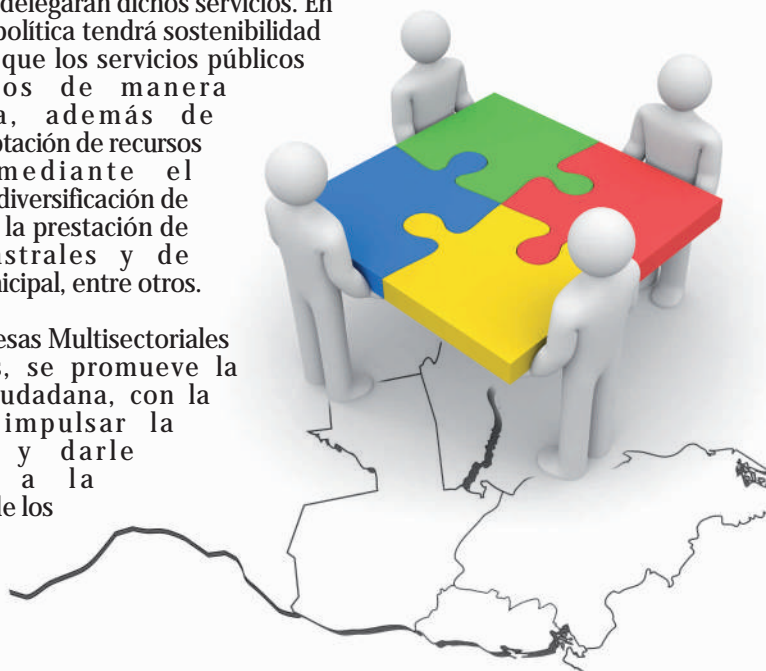 delegarán dichos servicios. En
política tendrá sostenibilidad
que los servicios públicos
os de manera
a, además de
tación de recursos
mediante el
diversificación de
la prestación de
strales y de
icipal, entre otros.
esas Multisectoriales
s, se promueve la
udadana, con la
impulsar la
y darle
a la
de los